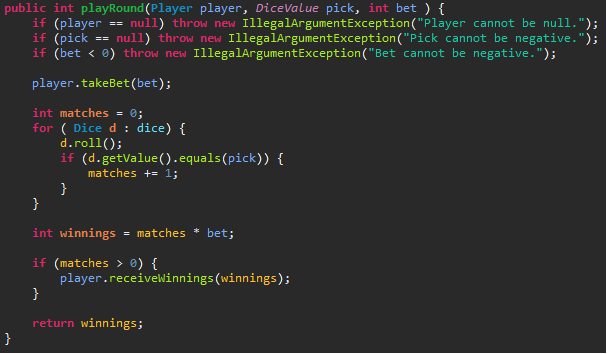 public int playRound(Player player, DiceValue pick, int bet ) {
if (player == null) throw new IllegalArgumentException("Player cannot be null.");
if (pick == null) throw new IllegalArgumentException("Pick cannot be negative.");
if (bet < 0) throw new IllegalArgumentException("Bet cannot be negative.");
player.takeBet(bet);
int matches = 0;
for ( Dice d : dice) {
d.roll();
if (d.getValue().equals(pick)) {
matches += 1;
}
}
int winnings = matches * bet;
if (matches > 0) {
player.receiveWinnings(winnings);
}
return winnings;
}